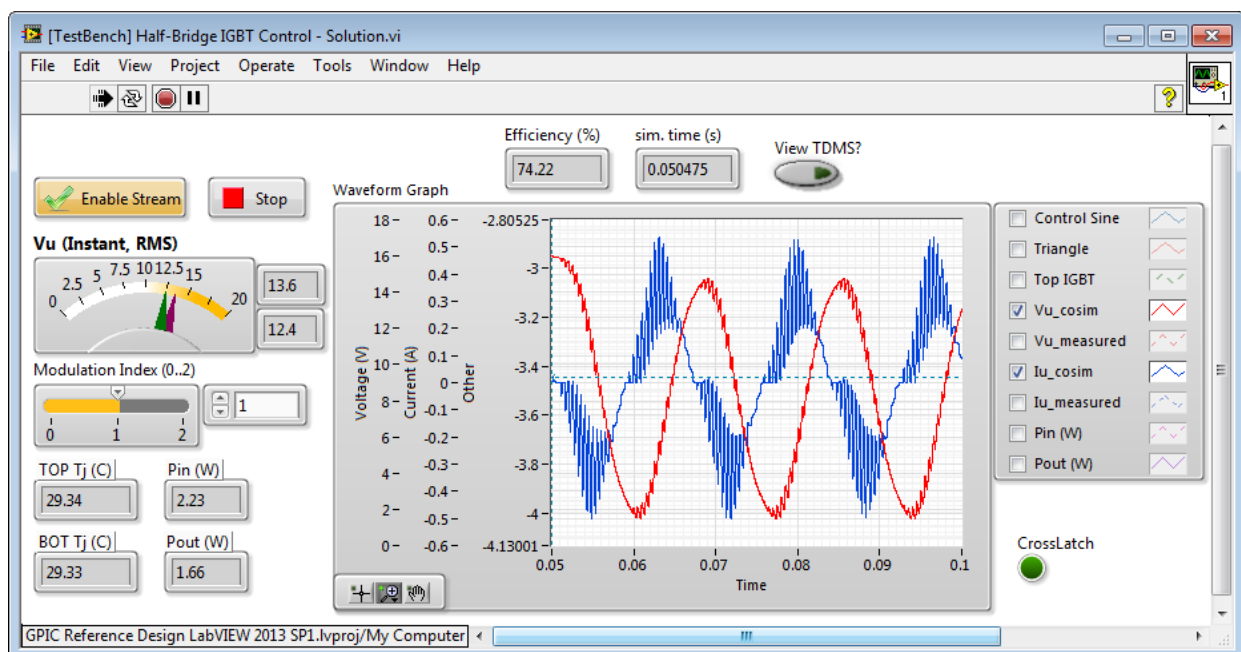 [TestBench] Half-Bridge IGBT Control - Solution.vi
File Edit View Project Operate Tools Window Help
1
Efficiency (%) sim. time (s) View TDMS?
74.22 0.050475
Enable Stream Stop
Waveform Graph
Vu (Instant, RMS)
0 2.5 5 7.5 10 12.5 15 20
13.6
12.4
Modulation Index (0..2)
0 1 2
1
TOP Tj (C) Pin (W)
29.34 2.23
BOT Tj (C) Pout (W)
29.33 1.66
18 16 14 12 10 8 6 4 2 0
Voltage (V)
0.6 0.5 0.4 0.3 0.2 0.1 0 -0.1 -0.2 -0.3 -0.4 -0.5 -0.6
Current (A)
-2.80525 -3 -3.2 -3.4 -3.6 -3.8 -4 -4.13001
Other
0.05 0.06 0.07 0.08 0.09 0.1
Time
Control Sine
Triangle
Top IGBT
Vu_cosim
Vu_measured
Iu_cosim
Iu_measured
Pin (W)
Pout (W)
CrossLatch
GPIC Reference Design LabVIEW 2013 SP1.lvproj/My Computer